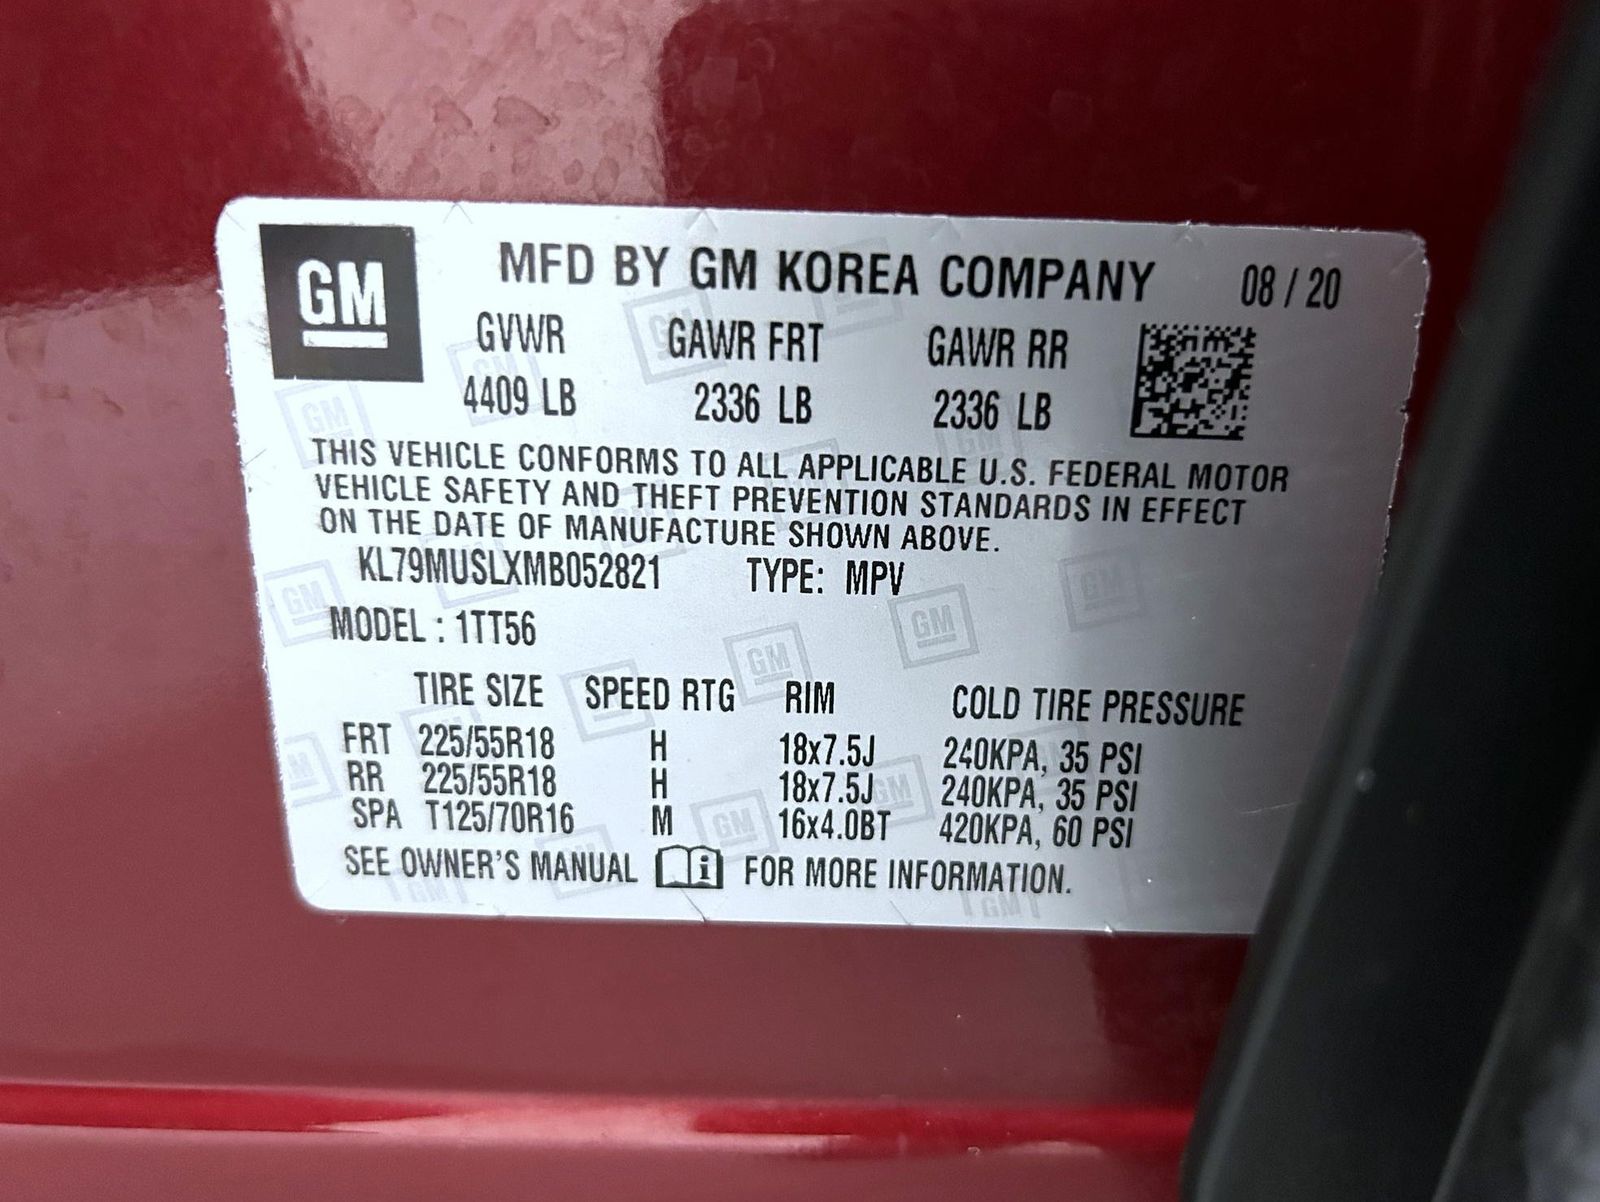 GM
MFD BY GM KOREA COMPANY 08 / 20
GVWR GAWR FRT GAWR RR
4409 LB 2336 LB 2336 LB
THIS VEHICLE CONFORMS TO ALL APPLICABLE U.S. FEDERAL MOTOR
VEHICLE SAFETY AND THEFT PREVENTION STANDARDS IN EFFECT
ON THE DATE OF MANUFACTURE SHOWN ABOVE.
KL79MUSLXMB052821 TYPE: MPV
MODEL : 1TT56
TIRE SIZE SPEED RTG RIM COLD TIRE PRESSURE
FRT 225/55R18 H 18x7.5J 240KPA, 35 PSI
RR 225/55R18 H 18x7.5J 240KPA, 35 PSI
SPA T125/70R16 M 16x4.0BT 420KPA, 60 PSI
SEE OWNER'S MANUAL i FOR MORE INFORMATION.